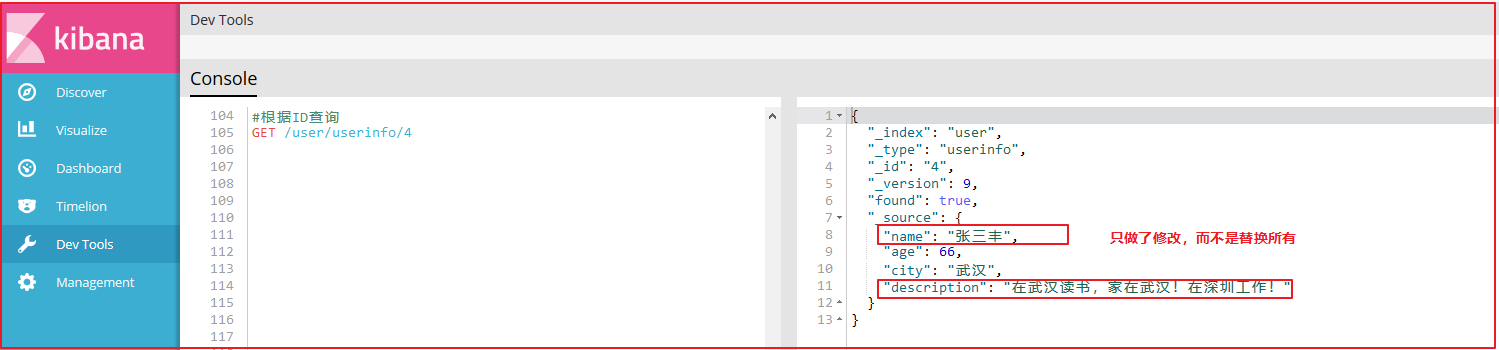 kibana
Discover
Visualize
Dashboard
Timelion
Dev Tools
Management
Dev Tools
Console
104 #根据ID查询
105 GET /user/userinfo/4
106
107
108
109
110
111
112
113
114
115
116
117
1 {
2 "_index": "user",
3 "_type": "userinfo",
4 "_id": "4",
5 "_version": 9,
6 "found": true,
7 "_source": {
8 "name": "张三丰",
9 "age": 66,
10 "city": "武汉",
11 "description": "在武汉读书，家在武汉！在深圳工作！"
12 }
13 }
只做了修改，而不是替换所有